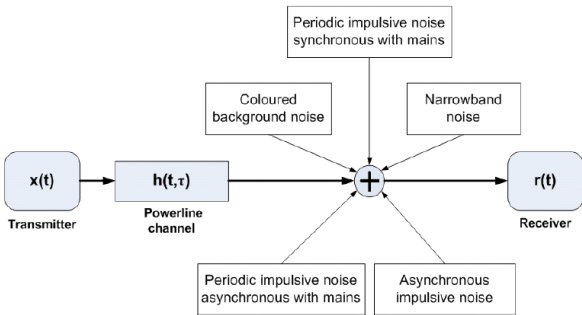 Periodic impulsive noise
synchronous with mains
Coloured
background noise
Narrowband
noise
x(t)
h(t,τ)
+
r(t)
Transmitter
Powerline
channel
Receiver
Periodic impulsive noise
asynchronous with mains
Asynchronous
impulsive noise